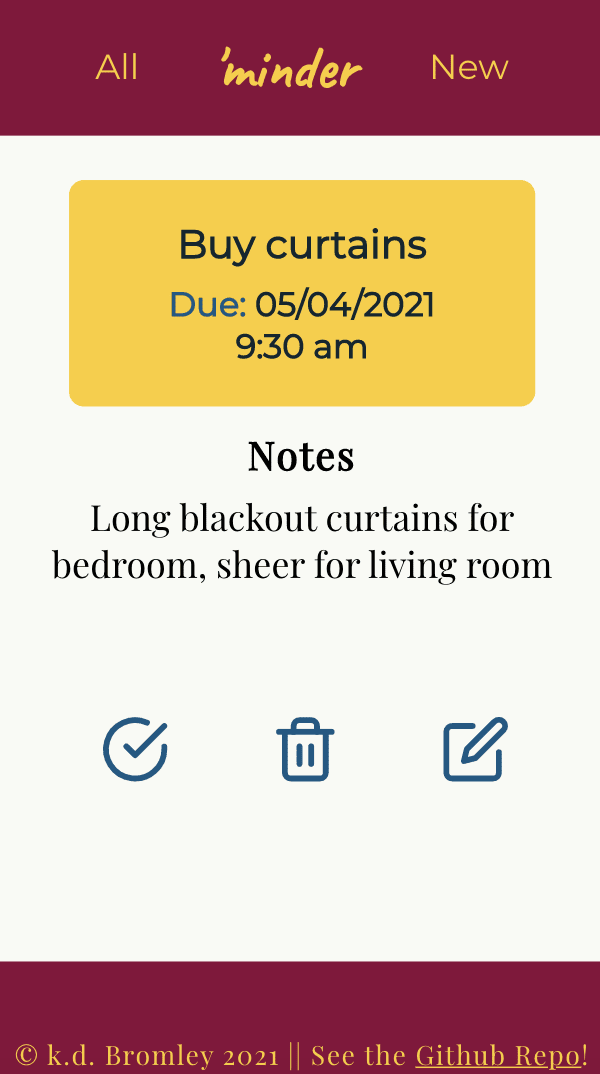 All 'minder New
Buy curtains
Due: 05/04/2021
9:30 am
Notes
Long blackout curtains for
bedroom, sheer for living room
© k.d. Bromley 2021 || See the Github Repo!